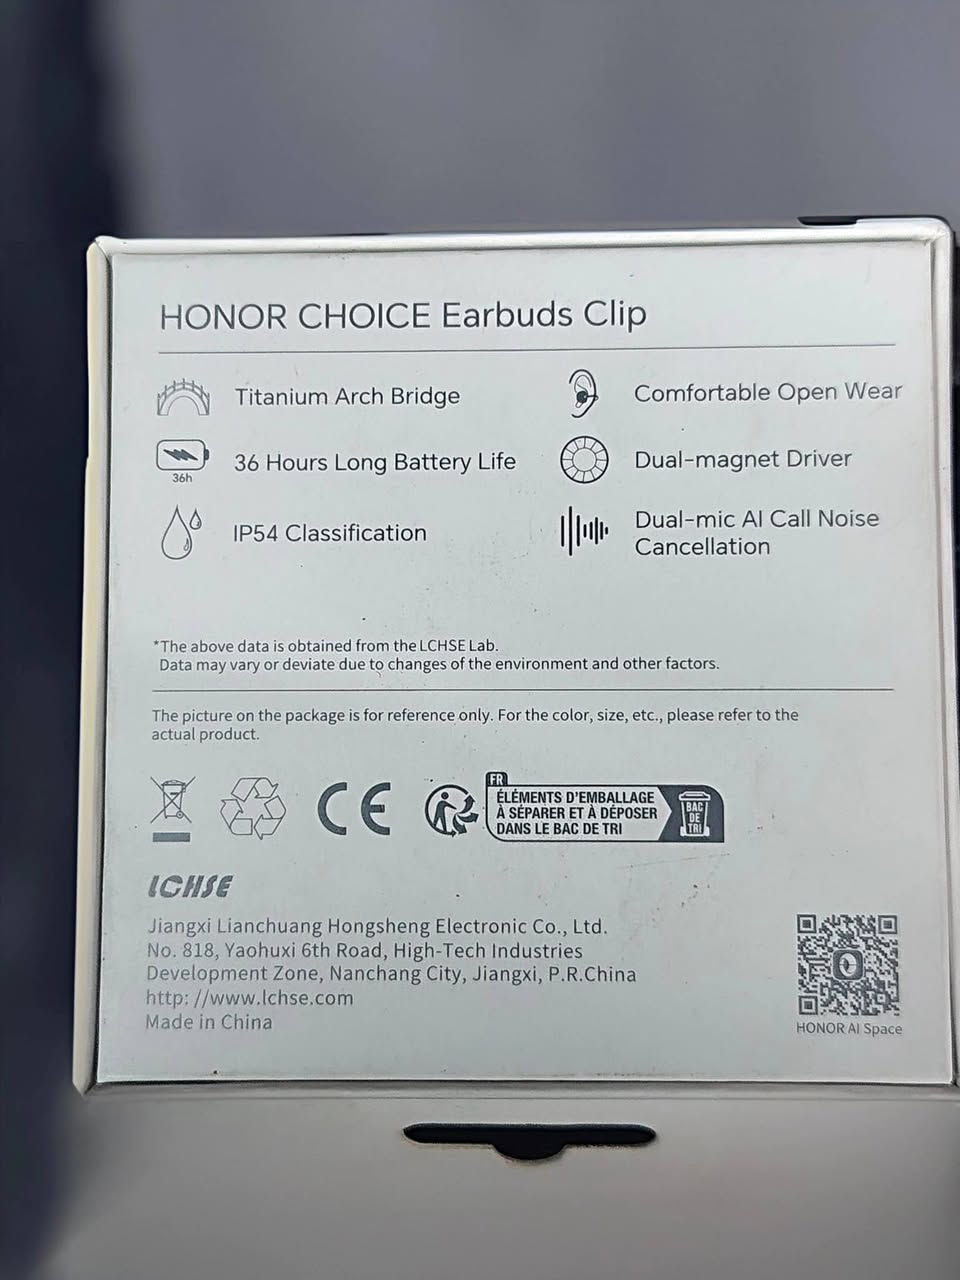 HONOR CHOICE Earbuds Clip
Titanium Arch Bridge
Comfortable Open Wear
36h
36 Hours Long Battery Life
Dual-magnet Driver
IP54 Classification
Dual-mic AI Call Noise
Cancellation
*The above data is obtained from the LCHSE Lab.
Data may vary or deviate due to changes of the environment and other factors.
The picture on the package is for reference only. For the color, size, etc., please refer to the
actual product.
CE
FR
ÉLÉMENTS D'EMBALLAGE
À SÉPARER ET À DÉPOSER
DANS LE BAC DE TRI
BAC
DE
TRI
LCHSE
Jiangxi Lianchuang Hongsheng Electronic Co., Ltd.
No. 818, Yaohuxi 6th Road, High-Tech Industries
Development Zone, Nanchang City, Jiangxi, P.R.China
http: //www.lchse.com
Made in China
HONOR AI Space